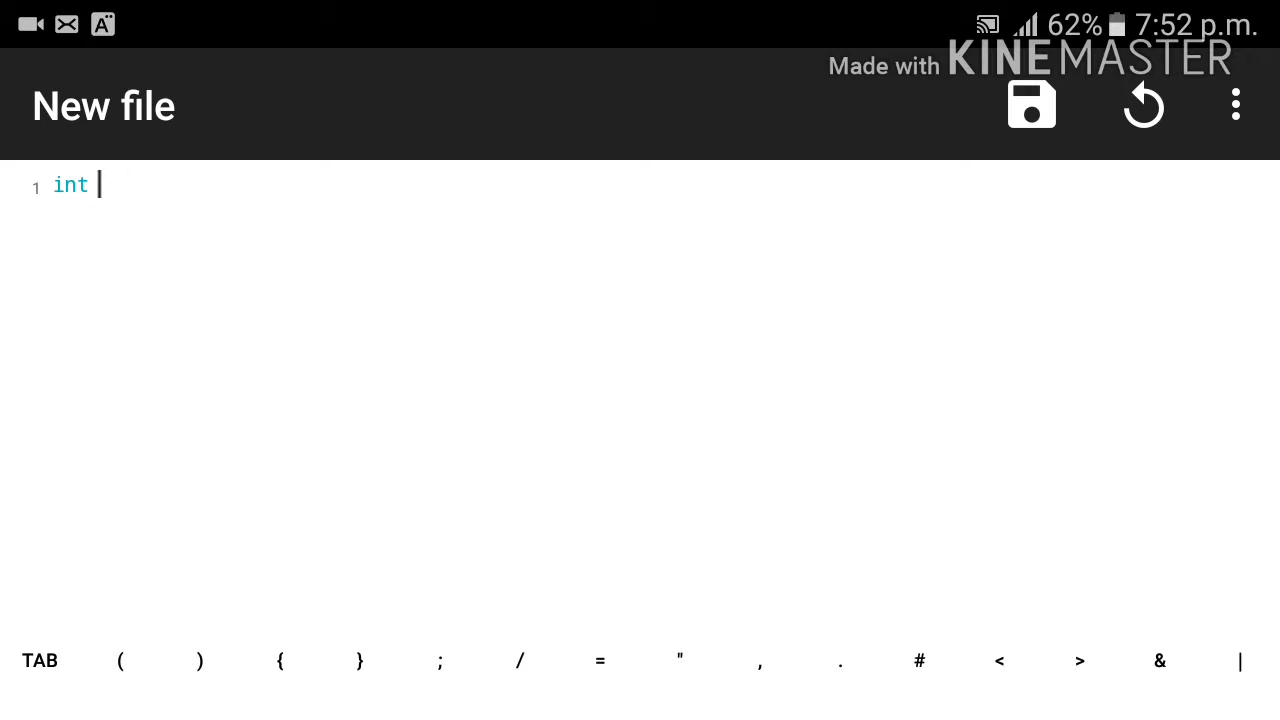 62% 7:52 p.m.
Made with KINEMASTER
New file
1 int
TAB ( ) { } ; / = " , . # < > & |